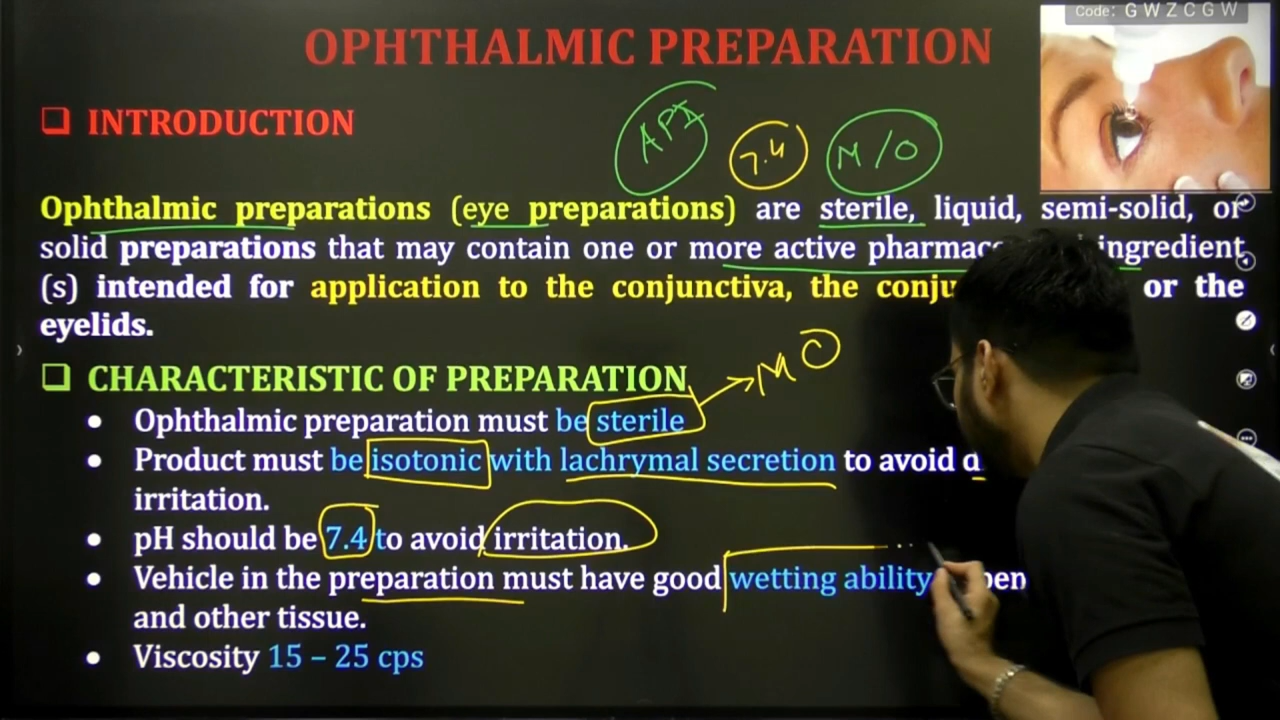 Code: G W Z C G W
OPHTHALMIC PREPARATION
❑ INTRODUCTION
API
7.4
M/O
Ophthalmic preparations (eye preparations) are sterile, liquid, semi-solid, or
solid preparations that may contain one or more active ingredient
(s) intended for application to the conjunctiva, the or the
eyelids.
❑ CHARACTERISTIC OF PREPARATION
MO
• Ophthalmic preparation must be sterile
• Product must be isotonic with lachrymal secretion to avoid
irritation.
• pH should be 7.4 to avoid irritation.
• Vehicle in the preparation must have good wetting ability
and other tissue.
• Viscosity 15 – 25 cps